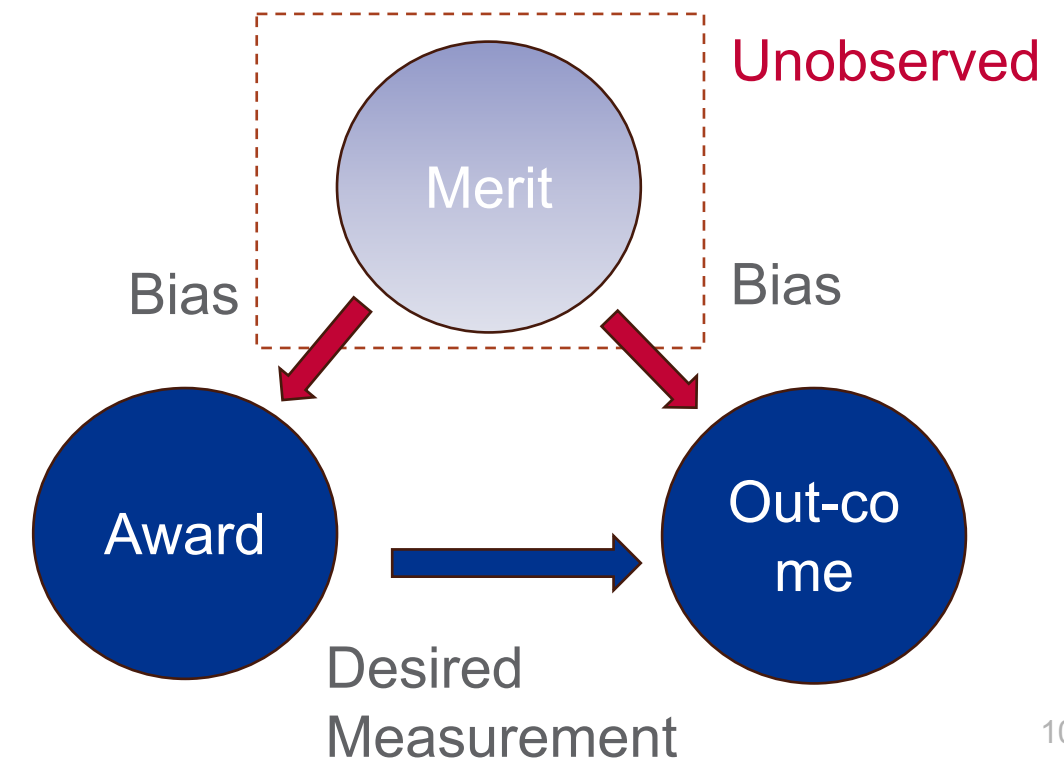 Unobserved
Merit
Bias
Bias
Award
Out-co
me
Desired
Measurement